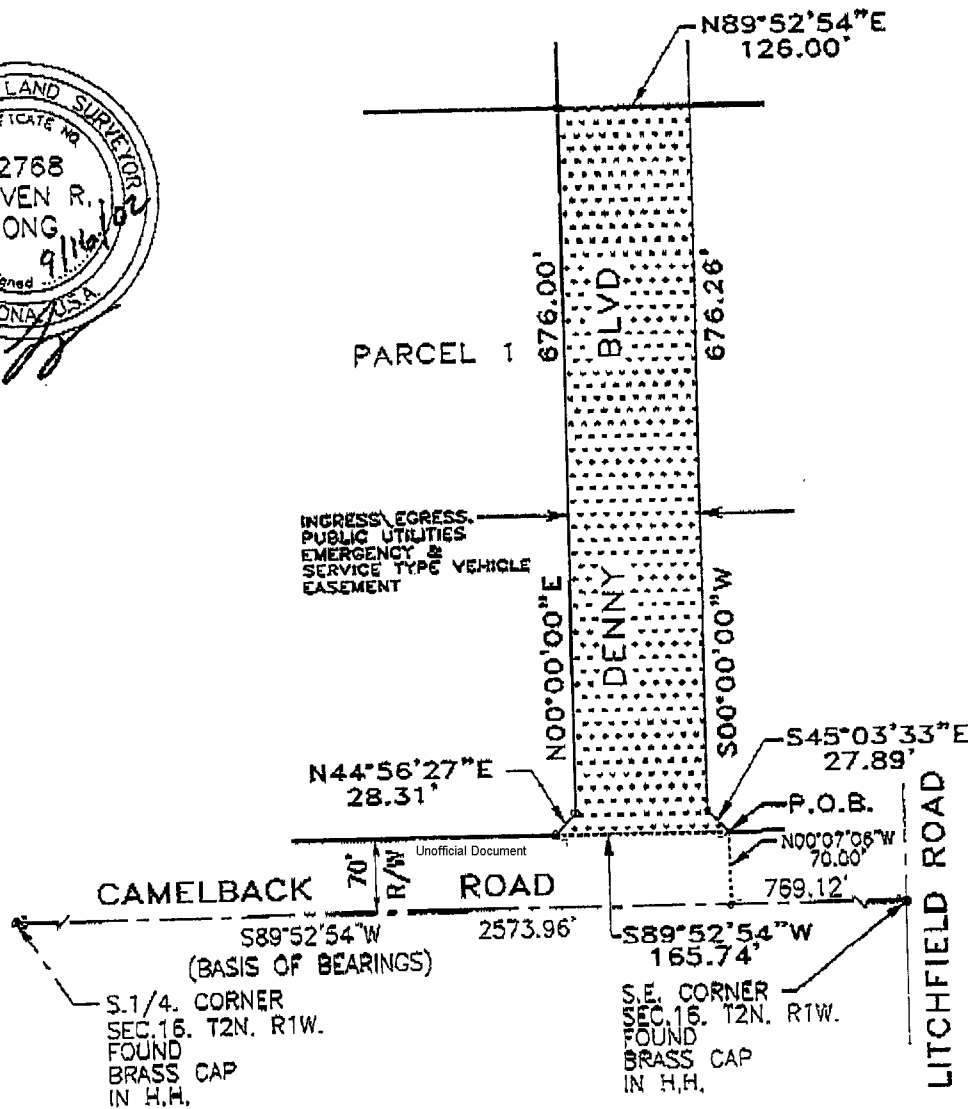 N89°52'54"E
126.00'
LAND SURVEYOR
2768
VEN R.
ONG
9/16/02
U.S.A.
PARCEL 1
676.00'
BLVD
676.26'
INGRESS\EGRESS.
PUBLIC UTILITIES
EMERGENCY &
SERVICE TYPE VEHICLE
EASEMENT
N00°00'00"E
DENNY
S00°00'00"W
S45°03'33"E
27.89'
N44°56'27"E
28.31'
P.O.B.
N00°07'06"W
70.00'
Unofficial Document
70'
R/W
CAMELBACK ROAD
769.12'
S89°52'54"W
2573.96'
(BASIS OF BEARINGS)
S89°52'54"W
165.74'
S.1/4. CORNER
SEC.16. T2N. R1W.
FOUND
BRASS CAP
IN H.H.
S.E. CORNER
SEC.16. T2N. R1W.
FOUND
BRASS CAP
IN H.H.
LITCHFIELD ROAD